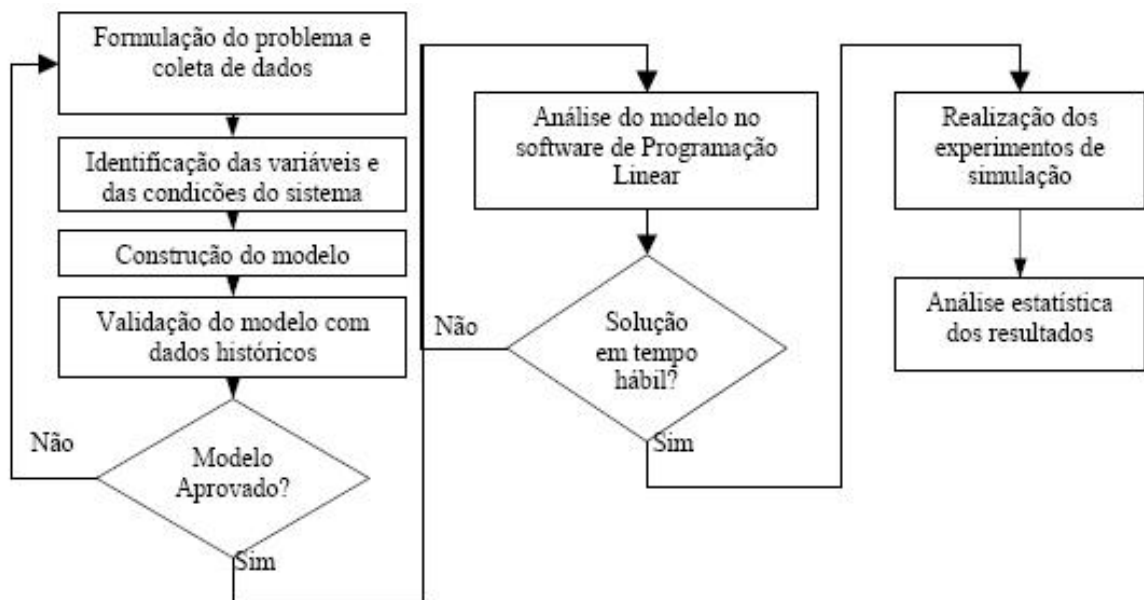 Formulação do problema e
coleta de dados
Identificação das variáveis e
das condicões do sistema
Construção do modelo
Validação do modelo com
dados históricos
Não
Modelo
Aprovado?
Sim
Análise do modelo no
software de Programação
Linear
Não
Solução
em tempo
hábil?
Sim
Realização dos
experimentos de
simulação
Análise estatística
dos resultados